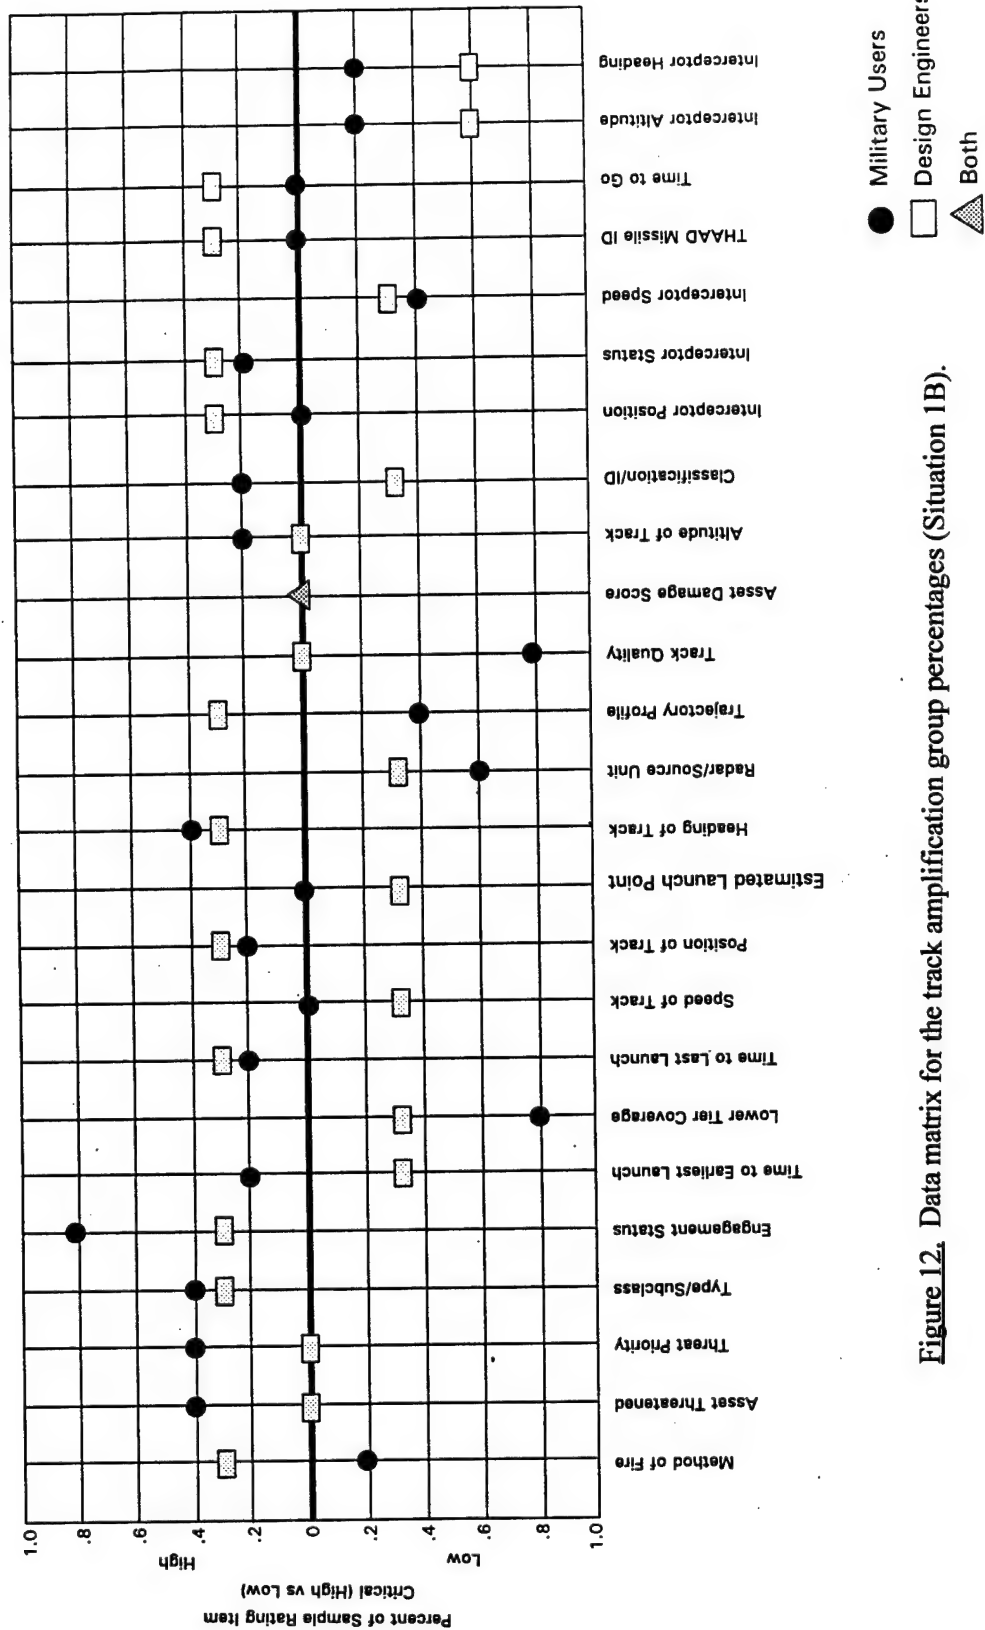 Percent of Sample Rating Item
Critical (High vs Low)
High
Low
1.0
.8
.6
.4
.2
0
.2
.4
.6
.8
1.0
Method of Fire
Asset Threatened
Threat Priority
Type/Subclass
Engagement Status
Time to Earliest Launch
Lower Tier Coverage
Time to Last Launch
Speed of Track
Position of Track
Estimated Launch Point
Heading of Track
Radar/Source Unit
Trajectory Profile
Track Quality
Asset Damage Score
Altitude of Track
Classification/ID
Interceptor Position
Interceptor Status
Interceptor Speed
THAAD Missile ID
Time to Go
Interceptor Altitude
Interceptor Heading
Military Users
Design Engineers
Both
Figure 12. Data matrix for the track amplification group percentages (Situation 1B).